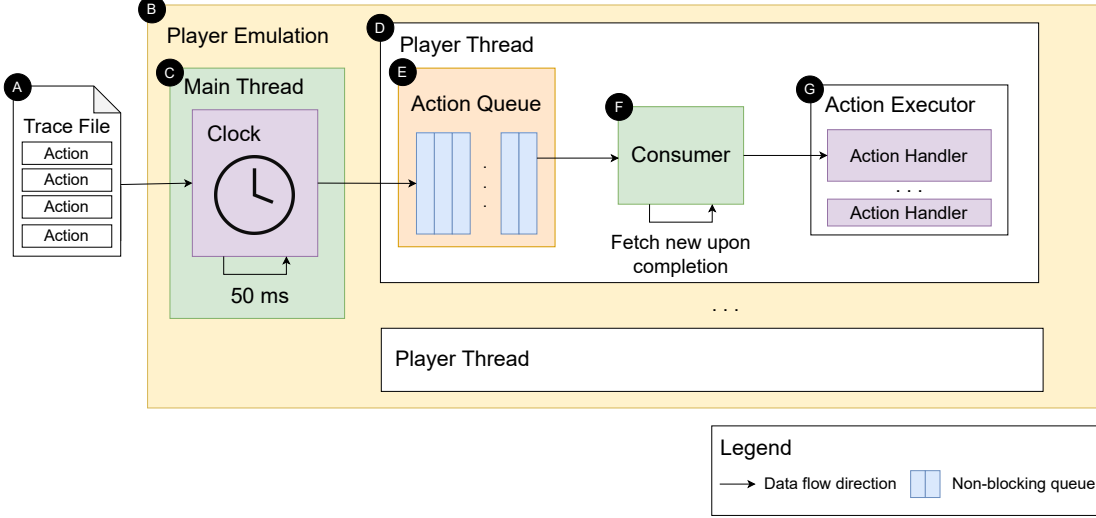 B
Player Emulation
D
Player Thread
C
Main Thread
E
Action Queue
A
Trace File
Action
Action
Action
Action
Clock
50 ms
F
Consumer
Fetch new upon
completion
G
Action Executor
Action Handler
. . .
Action Handler
. . .
Player Thread
Legend
Data flow direction
Non-blocking queue